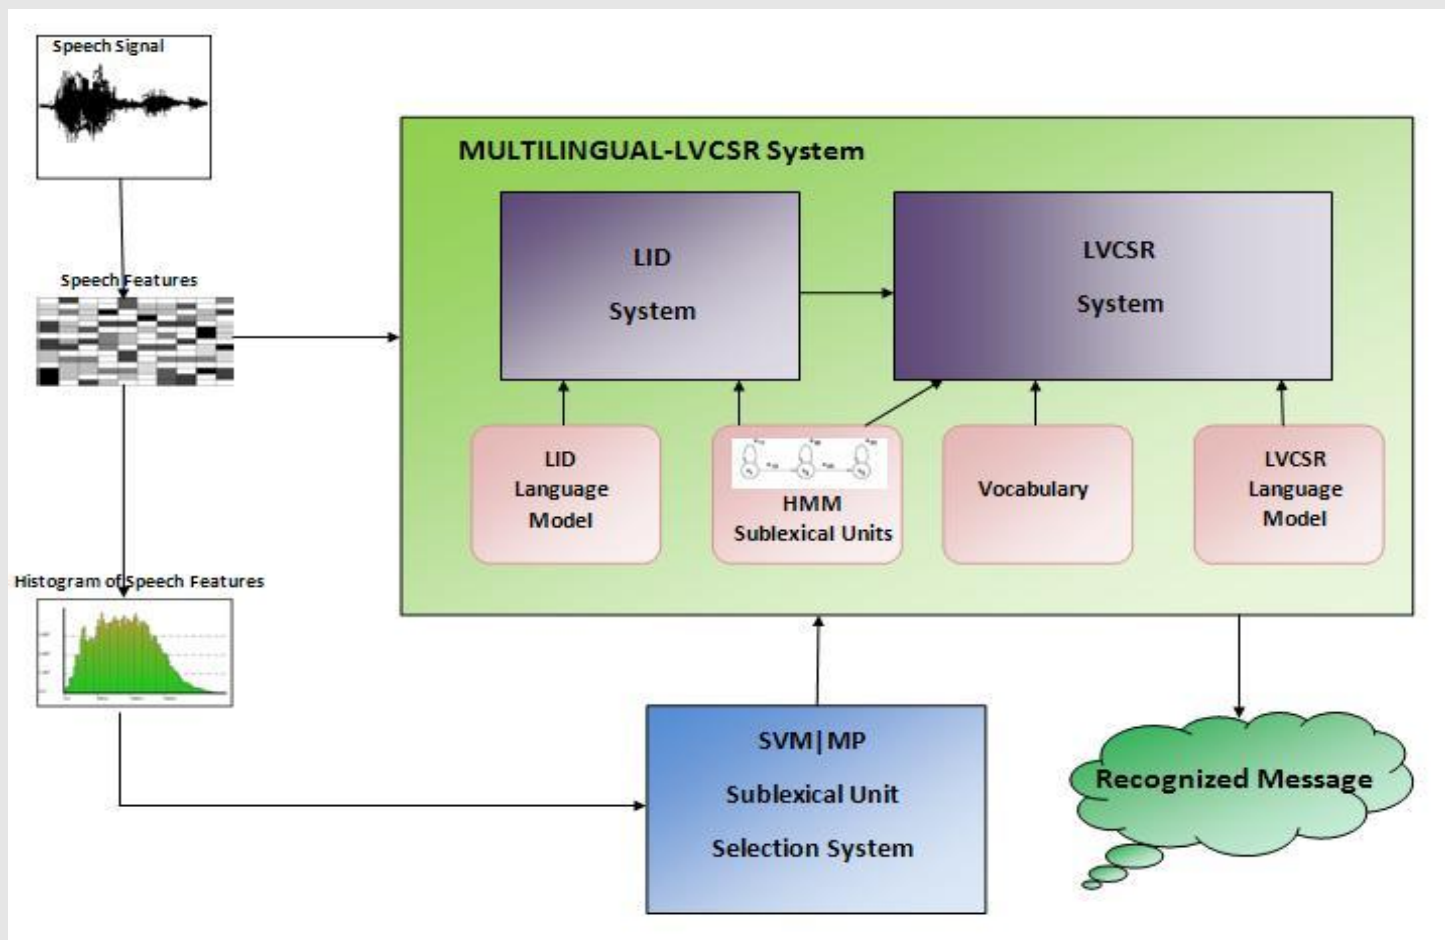 Speech Signal
MULTILINGUAL-LVCSR System
LID
System
LVCSR
System
Speech Features
LID
Language
Model
HMM
Sublexical Units
Vocabulary
LVCSR
Language
Model
Histogram of Speech Features
SVM|MP
Sublexical Unit
Selection System
Recognized Message